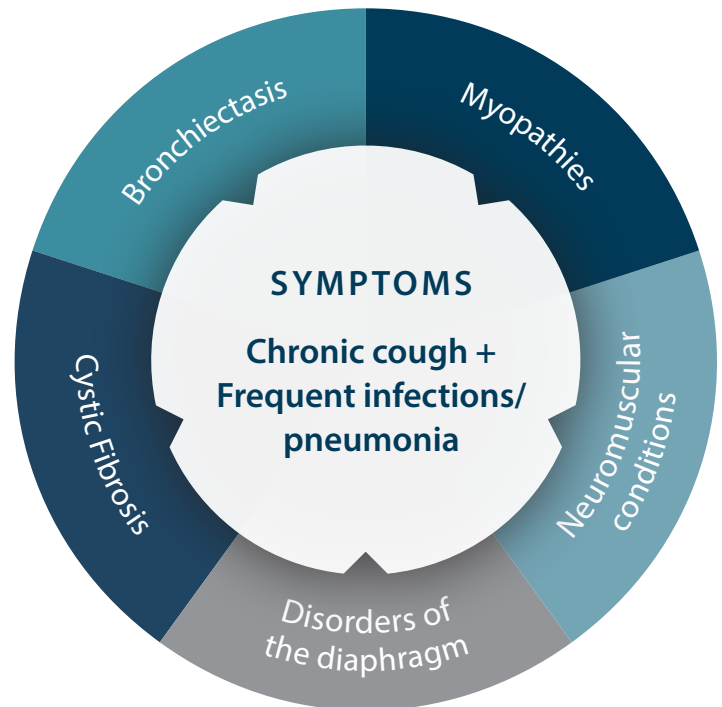 Bronchiectasis
Myopathies
SYMPTOMS
Chronic cough +
Frequent infections/
pneumonia
Cystic Fibrosis
Neuromuscular
conditions
Disorders of
the diaphragm